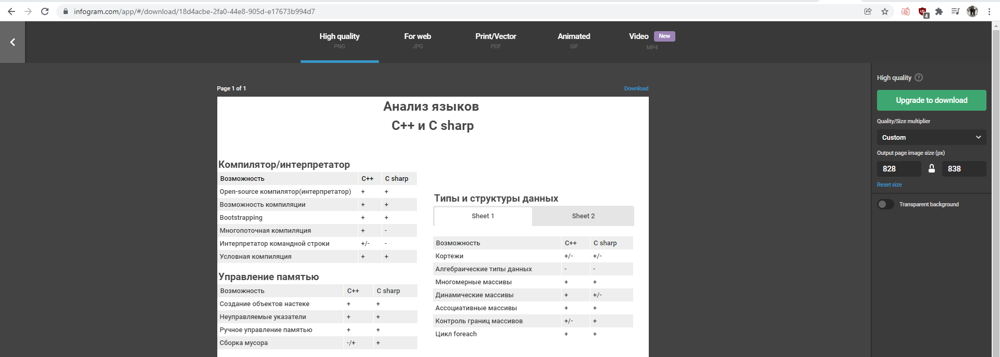 infogram.com/app/#/download/18d4acbe-2fa0-44e8-905d-e17673b994d7
4
High quality
PNG
For web
JPG
Print/Vector
PDF
Animated
GIF
Video New
MP4
Page 1 of 1
Download
Анализ языков
C++ и C sharp
Компилятор/интерпретатор
Возможность C++ C sharp
Open-source компилятор(интерпретатор) + +
Возможность компиляции + +
Bootstrapping + +
Многопоточная компиляция + -
Интерпретатор командной строки +/- -
Условная компиляция + +
Управление памятью
Возможность C++ C sharp
Создание объектов настеке + +
Неуправляемые указатели + +
Ручное управление памятью + +
Сборка мусора -/+ +
Типы и структуры данных
Sheet 1 Sheet 2
Возможность C++ C sharp
Кортежи +/- +/-
Алгебраические типы данных - -
Многомерные массивы + +
Динамические массивы + +/-
Ассоциативные массивы + +
Контроль границ массивов +/- +
Цикл foreach + +
High quality ?
Upgrade to download
Quality/Size multiplier
Custom
Output page image size (px)
828 838
Reset size
Transparent background